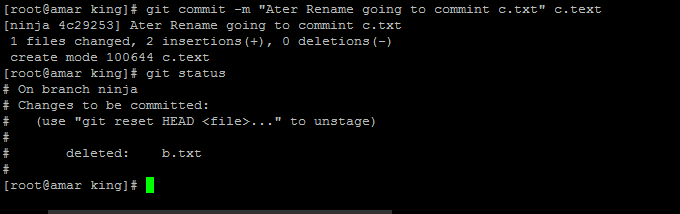 [root@amar king]# git commit -m "Ater Rename going to commint c.txt" c.text
[ninja 4c29253] Ater Rename going to commint c.txt
 1 files changed, 2 insertions(+), 0 deletions(-)
 create mode 100644 c.text
[root@amar king]# git status
# On branch ninja
# Changes to be committed:
#   (use "git reset HEAD <file>..." to unstage)
#
#       deleted:    b.txt
#
[root@amar king]#